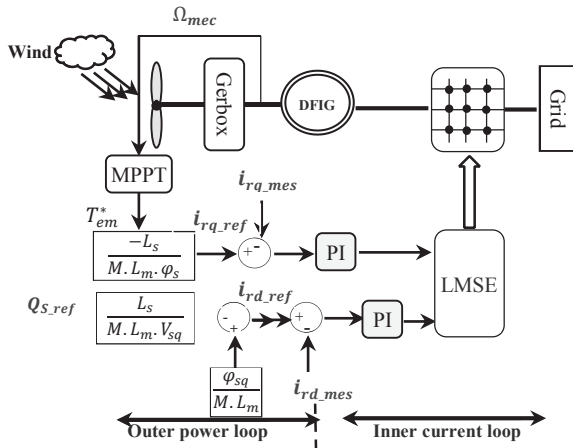 Ω_mec
Wind
Gerbox
DFIG
Grid
MPPT
i_rq_mes
T*_em
i_rq_ref
-L_s
M.L_m.φ_s
+
-
PI
LMSE
Q_S_ref
L_s
M.L_m.V_sq
i_rd_ref
-
+
+
-
PI
φ_sq
M.L_m
i_rd_mes
Outer power loop
Inner current loop